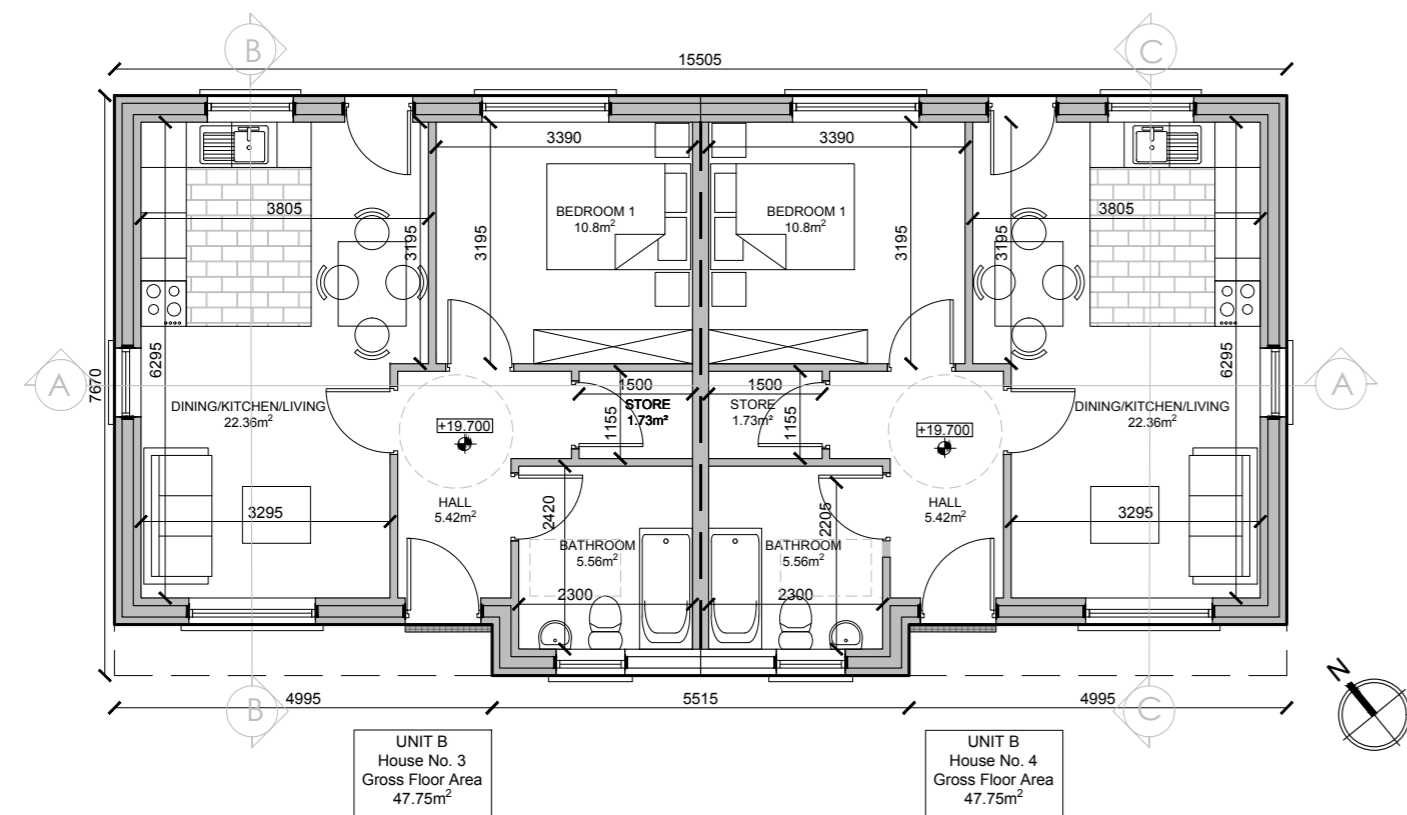 B
C
15505
3390
3390
3805
3805
BEDROOM 1
10.8m²
BEDROOM 1
10.8m²
3195
3195
3195
3195
6295
6295
7670
A
A
1500
1500
DINING/KITCHEN/LIVING
22.36m²
STORE
1.73m²
STORE
1.73m²
DINING/KITCHEN/LIVING
22.36m²
1155
1155
+19.700
+19.700
HALL
5.42m²
HALL
5.42m²
3295
3295
2420
2205
BATHROOM
5.56m²
BATHROOM
5.56m²
2300
2300
4995
5515
4995
B
C
N
UNIT B
House No. 3
Gross Floor Area
47.75m²
UNIT B
House No. 4
Gross Floor Area
47.75m²